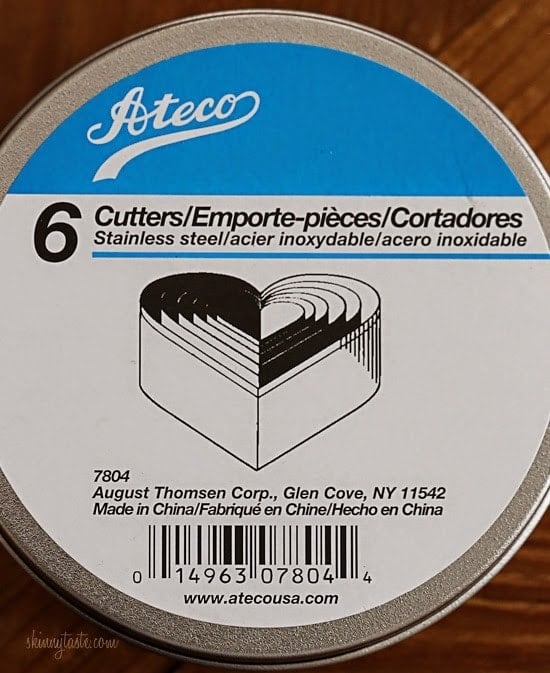 Ateco
6 Cutters/Emporte-pièces/Cortadores
Stainless steel/acier inoxydable/acero inoxidable
7804
August Thomsen Corp., Glen Cove, NY 11542
Made in China/Fabriqué en Chine/Hecho en China
0 14963 07804 4
www.atecousa.com
skinnytaste.com